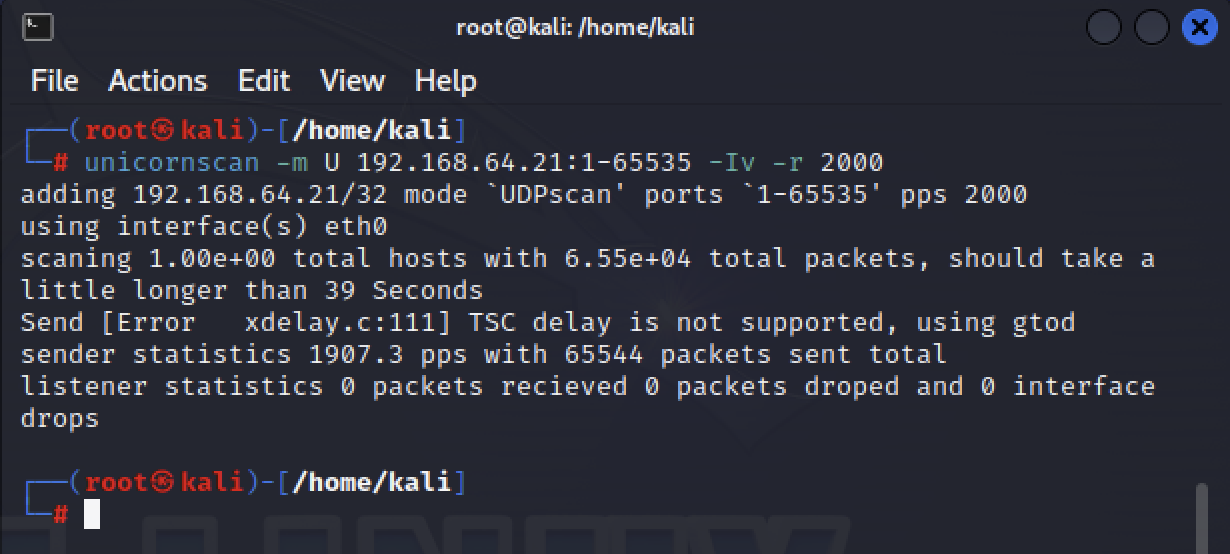 root@kali: /home/kali
File Actions Edit View Help
┌──(root㉿kali)-[/home/kali]
└─# unicornscan -m U 192.168.64.21:1-65535 -Iv -r 2000
adding 192.168.64.21/32 mode `UDPscan' ports `1-65535' pps 2000
using interface(s) eth0
scaning 1.00e+00 total hosts with 6.55e+04 total packets, should take a
little longer than 39 Seconds
Send [Error   xdelay.c:111] TSC delay is not supported, using gtod
sender statistics 1907.3 pps with 65544 packets sent total
listener statistics 0 packets recieved 0 packets droped and 0 interface
drops
┌──(root㉿kali)-[/home/kali]
└─#